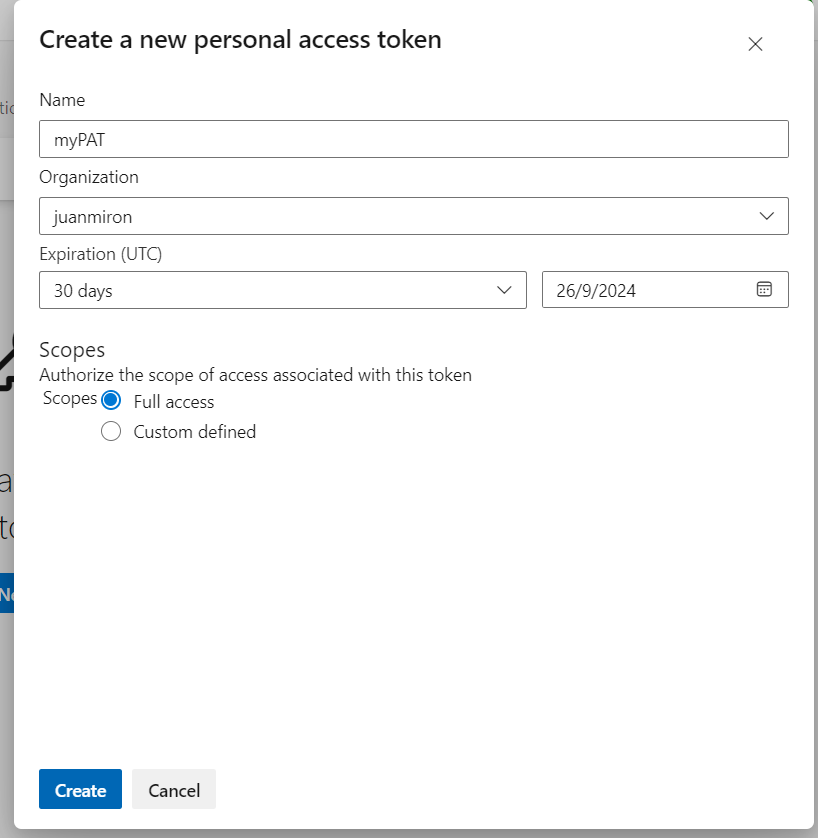 Create a new personal access token
Name
myPAT
Organization
juanmiron
Expiration (UTC)
30 days 26/9/2024
Scopes
Authorize the scope of access associated with this token
Scopes Full access
Custom defined
Create Cancel